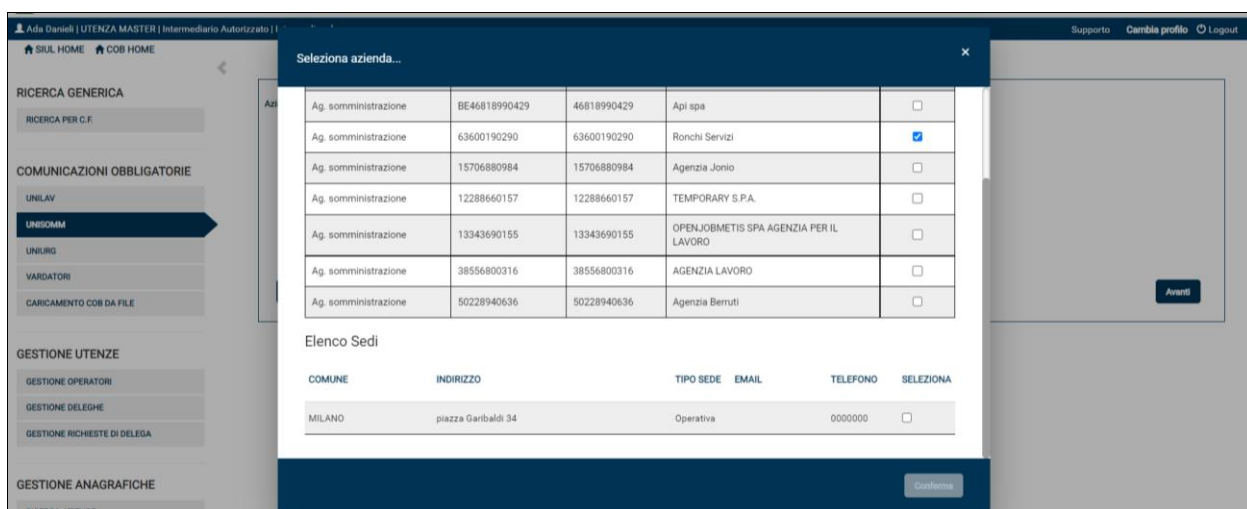 Ada Danieli | UTENZA MASTER | Intermediario Autorizzato |
Supporto Cambia profilo Logout
SIUL HOME COB HOME
Seleziona azienda... ×
RICERCA GENERICA
RICERCA PER C.F.
COMUNICAZIONI OBBLIGATORIE
UNILAV
UNISOMM
UNIURG
VARDATORI
CARICAMENTO COB DA FILE
GESTIONE UTENZE
GESTIONE OPERATORI
GESTIONE DELEGHE
GESTIONE RICHIESTE DI DELEGA
GESTIONE ANAGRAFICHE
Ag. somministrazione BE46818990429 46818990429 Api spa
Ag. somministrazione 63600190290 63600190290 Ronchi Servizi
Ag. somministrazione 15706880984 15706880984 Agenzia Jonio
Ag. somministrazione 12288660157 12288660157 TEMPORARY S.P.A.
Ag. somministrazione 13343690155 13343690155 OPENJOBMETIS SPA AGENZIA PER IL
LAVORO
Ag. somministrazione 38556800316 38556800316 AGENZIA LAVORO
Ag. somministrazione 50228940636 50228940636 Agenzia Berruti
Elenco Sedi
COMUNE INDIRIZZO TIPO SEDE EMAIL TELEFONO SELEZIONA
MILANO piazza Garibaldi 34 Operativa 0000000
Conferma
Avanti